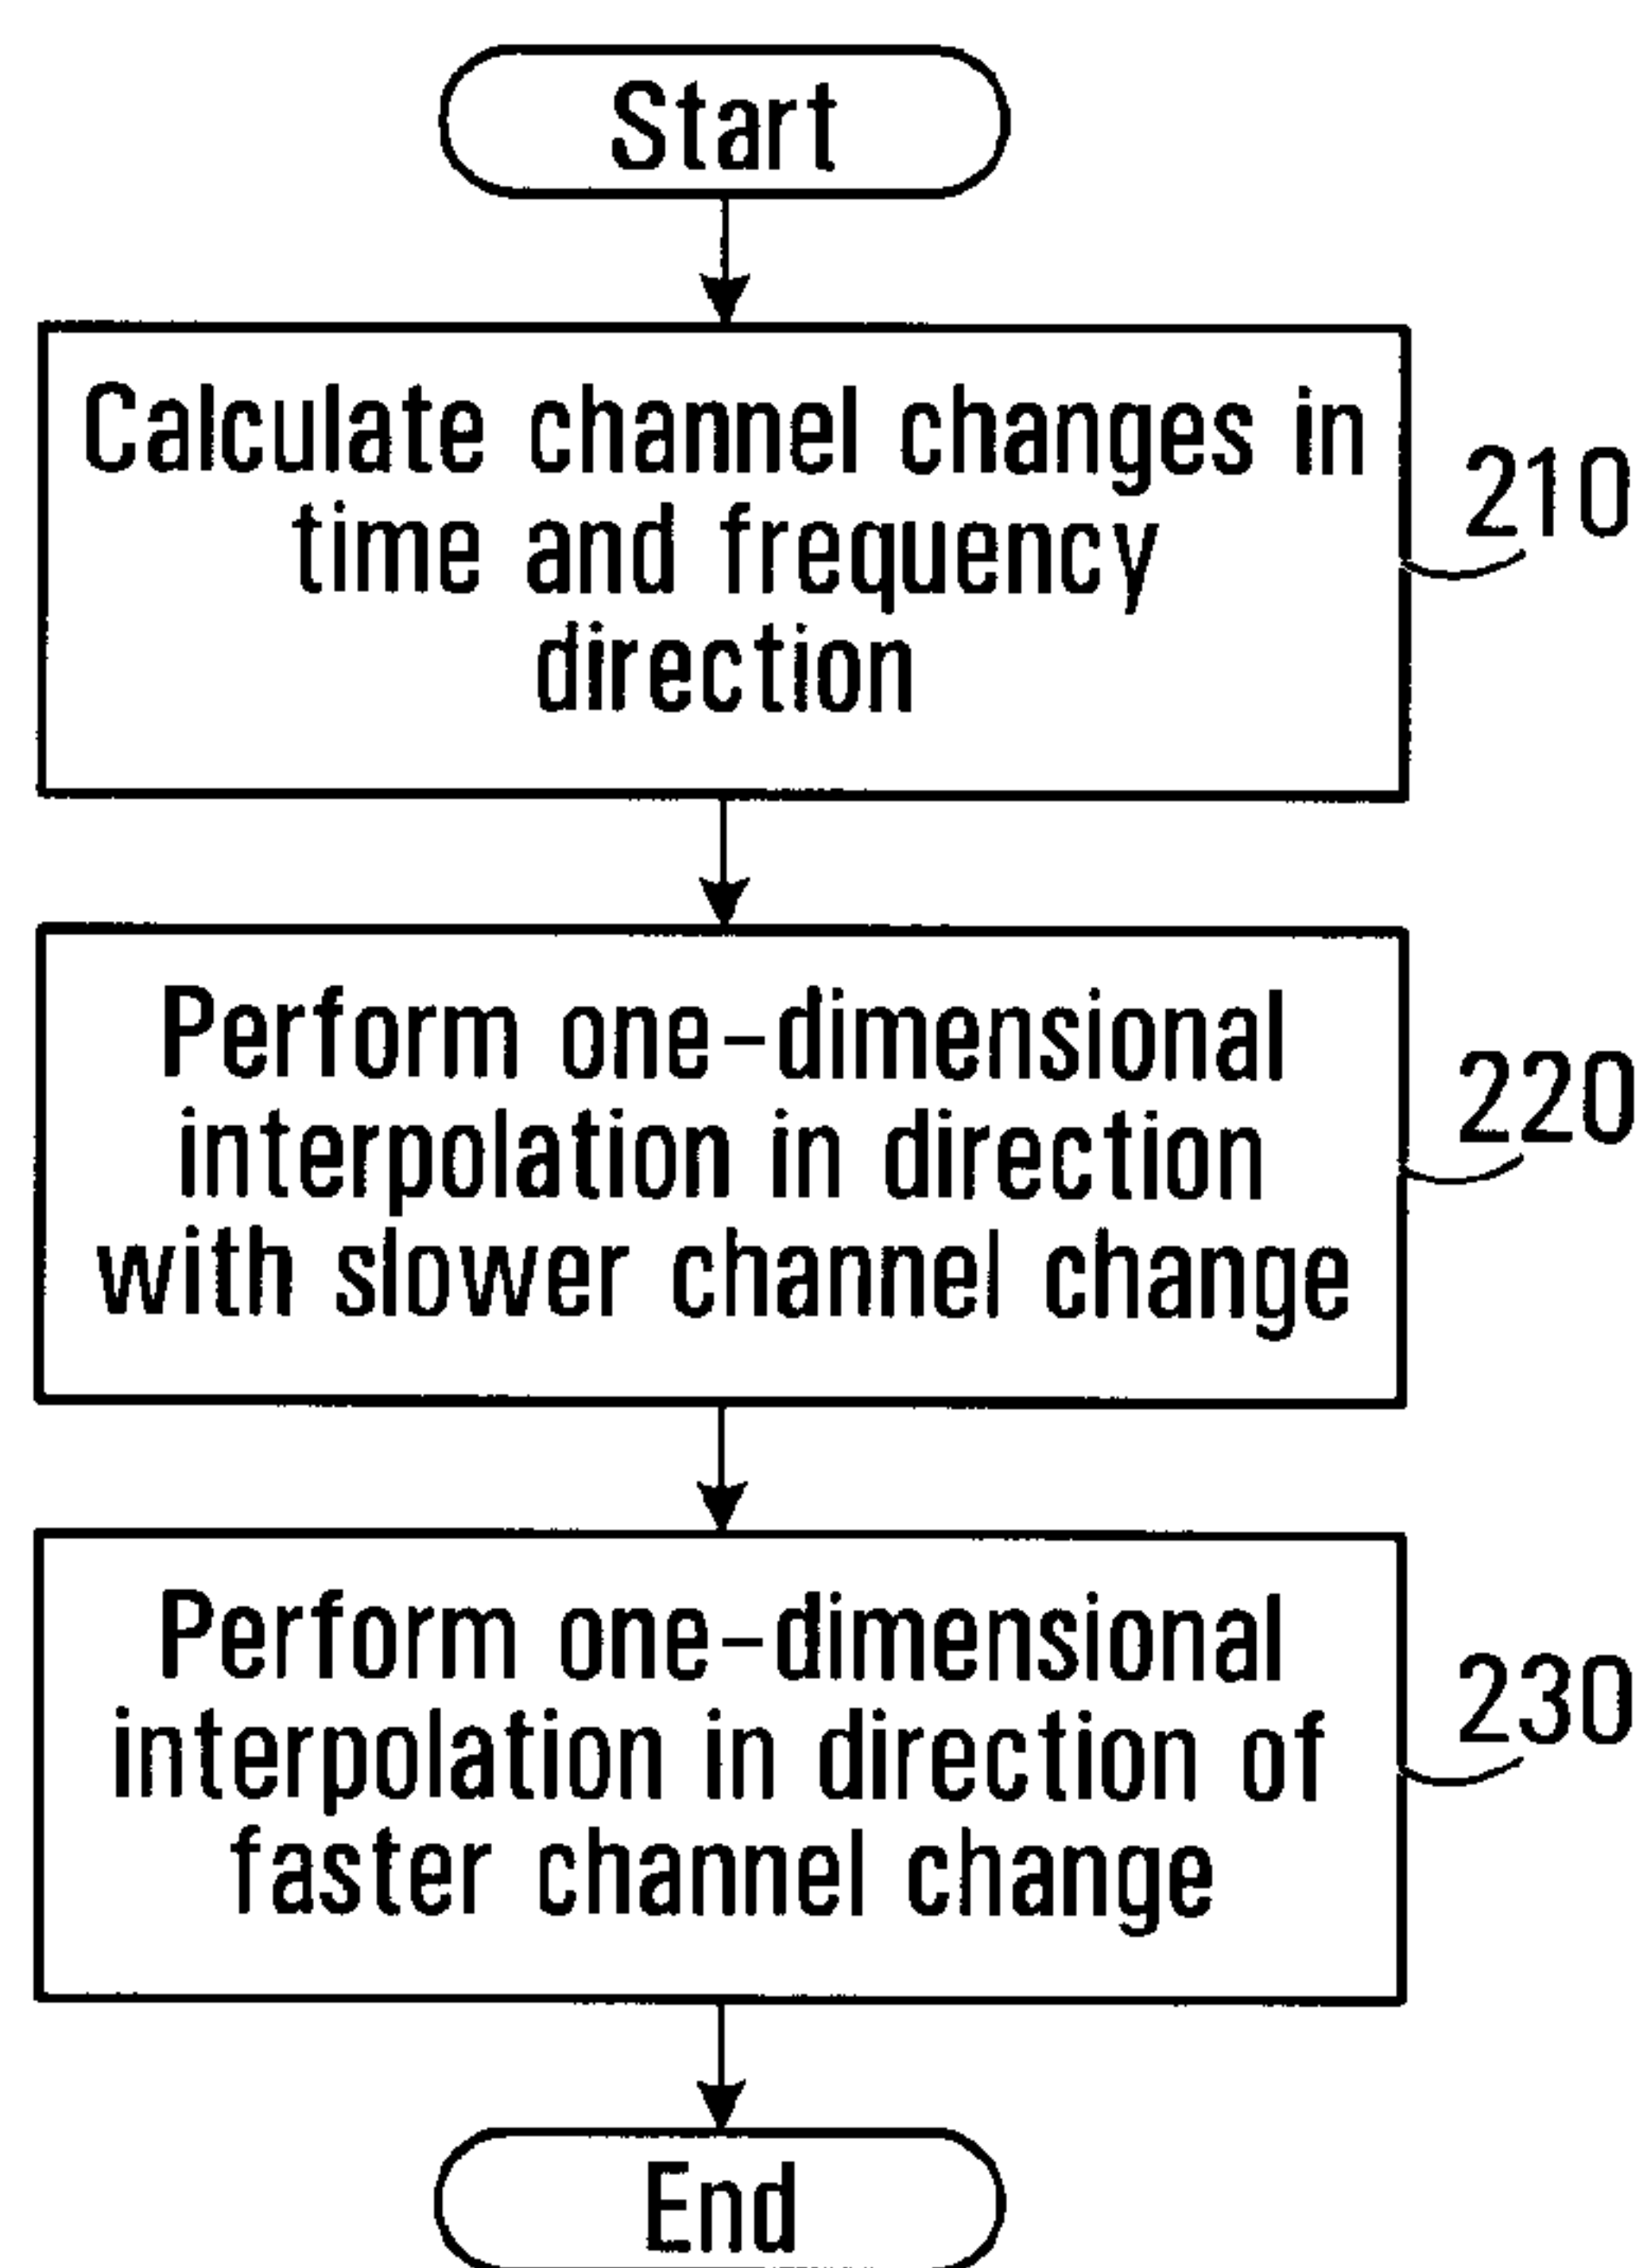 Start
Calculate channel changes in
time and frequency
direction
210
Perform one-dimensional
interpolation in direction
with slower channel change
220
Perform one-dimensional
interpolation in direction of
faster channel change
230
End